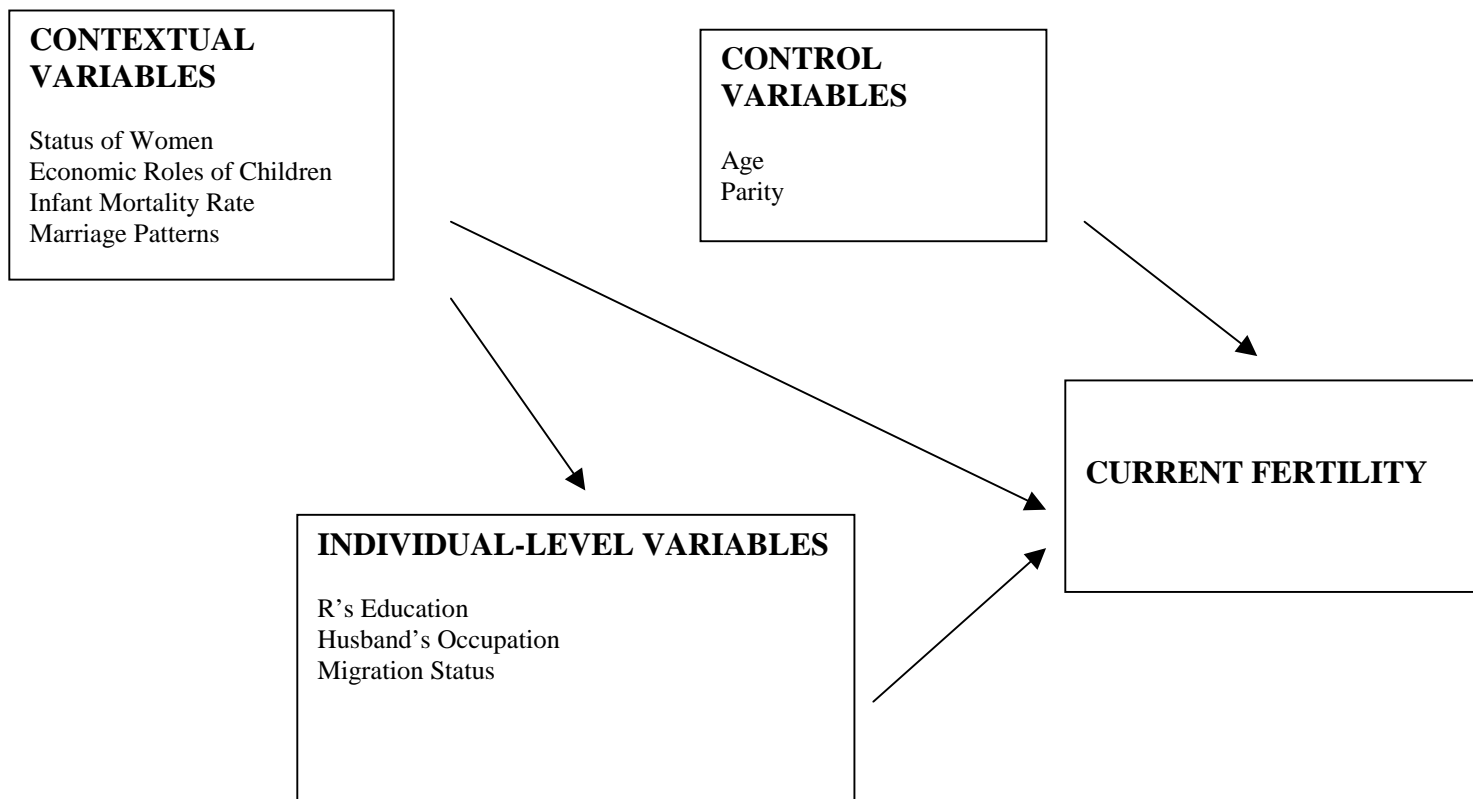 CONTEXTUAL
VARIABLES
Status of Women
Economic Roles of Children
Infant Mortality Rate
Marriage Patterns
CONTROL
VARIABLES
Age
Parity
CURRENT FERTILITY
INDIVIDUAL-LEVEL VARIABLES
R’s Education
Husband’s Occupation
Migration Status